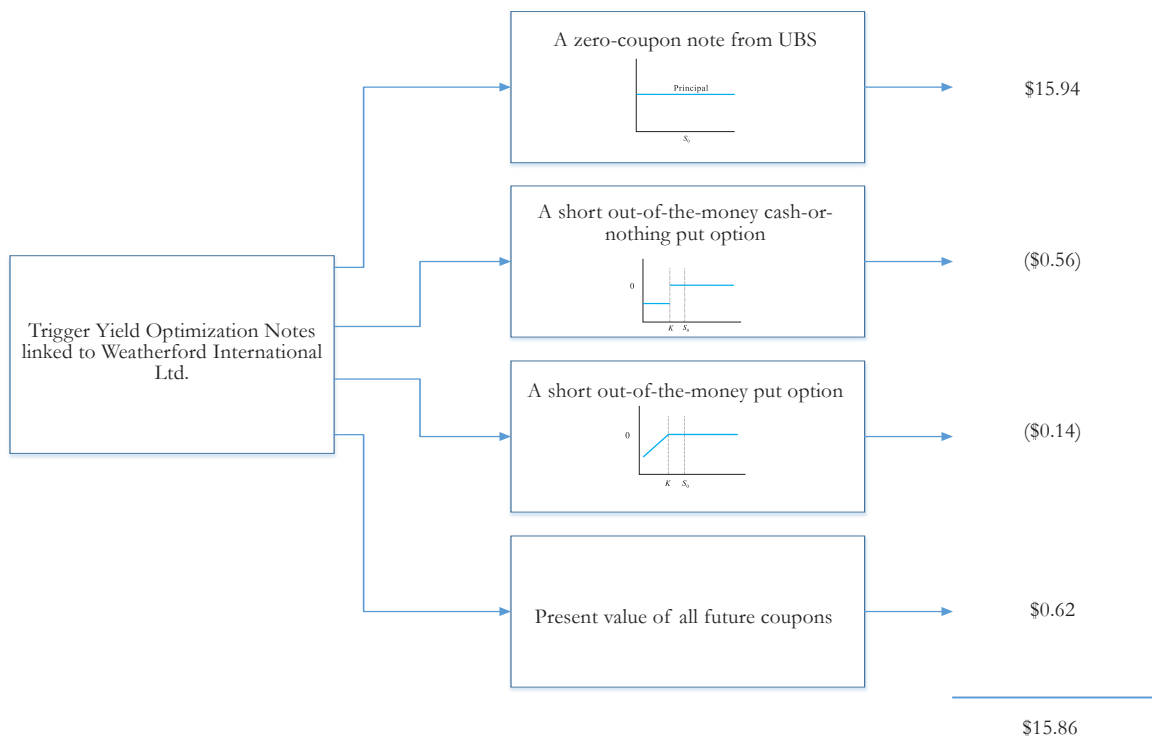 A zero-coupon note from UBS
Principal
S0
$15.94
A short out-of-the-money cash-or-
nothing put option
0
K
S0
($0.56)
Trigger Yield Optimization Notes
linked to Weatherford International
Ltd.
A short out-of-the-money put option
0
K
S0
($0.14)
Present value of all future coupons
$0.62
$15.86